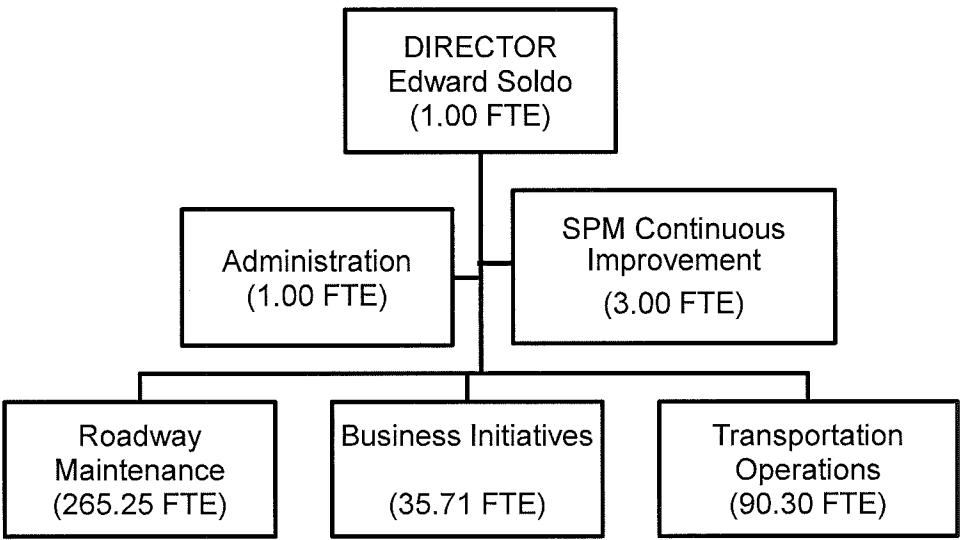 DIRECTOR
Edward Soldo
(1.00 FTE)
Administration
(1.00 FTE)
SPM Continuous
Improvement
(3.00 FTE)
Roadway
Maintenance
(265.25 FTE)
Business Initiatives
(35.71 FTE)
Transportation
Operations
(90.30 FTE)